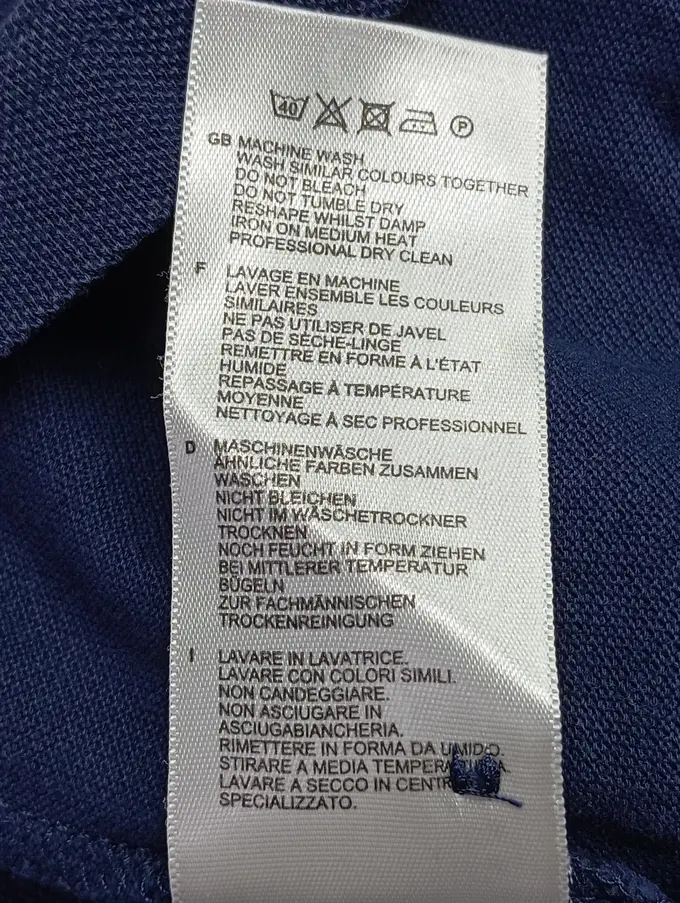 40 P
GB MACHINE WASH
WASH SIMILAR COLOURS TOGETHER
DO NOT BLEACH
DO NOT TUMBLE DRY
RESHAPE WHILST DAMP
IRON ON MEDIUM HEAT
PROFESSIONAL DRY CLEAN
F LAVAGE EN MACHINE
LAVER ENSEMBLE LES COULEURS
SIMILAIRES
NE PAS UTILISER DE JAVEL
PAS DE SÈCHE-LINGE
REMETTRE EN FORME À L'ÉTAT
HUMIDE
REPASSAGE À TEMPÉRATURE
MOYENNE
NETTOYAGE À SEC PROFESSIONNEL
D MASCHINENWÄSCHE
ÄHNLICHE FARBEN ZUSAMMEN
WASCHEN
NICHT BLEICHEN
NICHT IM WÄSCHETROCKNER
TROCKNEN
NOCH FEUCHT IN FORM ZIEHEN
BEI MITTLERER TEMPERATUR
BÜGELN
ZUR FACHMÄNNISCHEN
TROCKENREINIGUNG
I LAVARE IN LAVATRICE.
LAVARE CON COLORI SIMILI.
NON CANDEGGIARE.
NON ASCIUGARE IN
ASCIUGABIANCHERIA.
RIMETTERE IN FORMA DA UMIDO.
STIRARE A MEDIA
LAVARE A SECCO IN
SPECIALIZZATO.